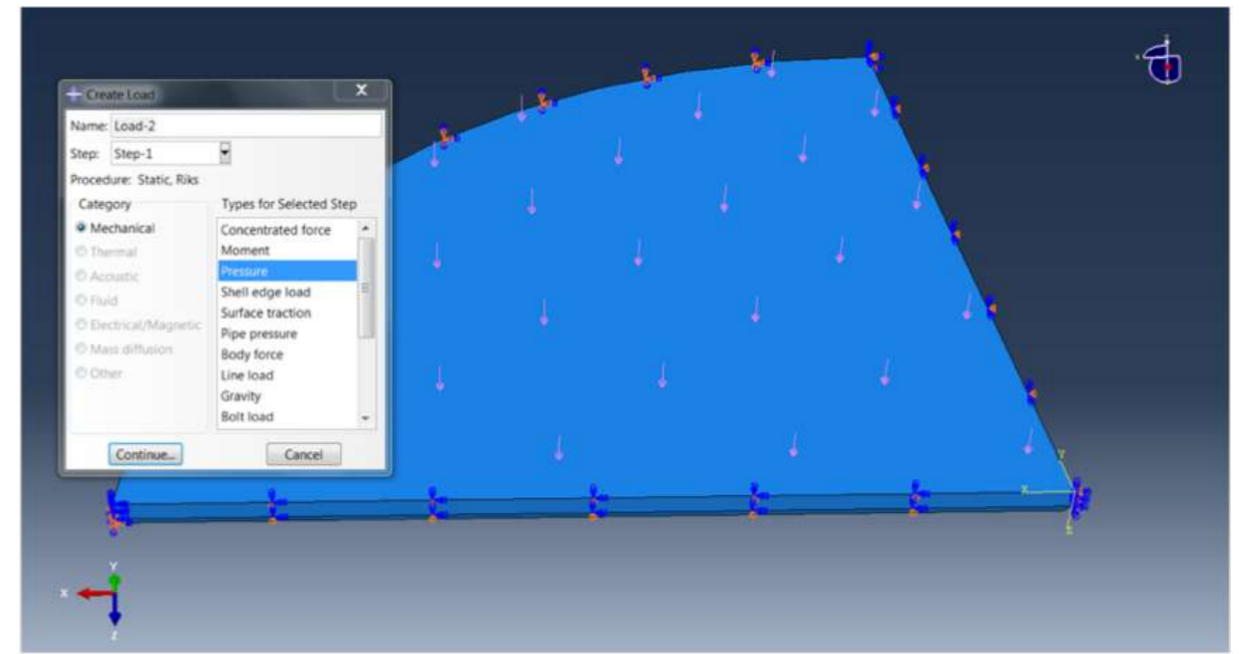 Create Load
X
Name: Load-2
Step: Step-1
Procedure: Static, Riks
Category
Types for Selected Step
Mechanical
Thermal
Acoustic
Fluid
Electrical/Magnetic
Mass diffusion
Other
Concentrated force
Moment
Pressure
Shell edge load
Surface traction
Pipe pressure
Body force
Line load
Gravity
Bolt load
Continue...
Cancel
Y
X
Y
X
Z